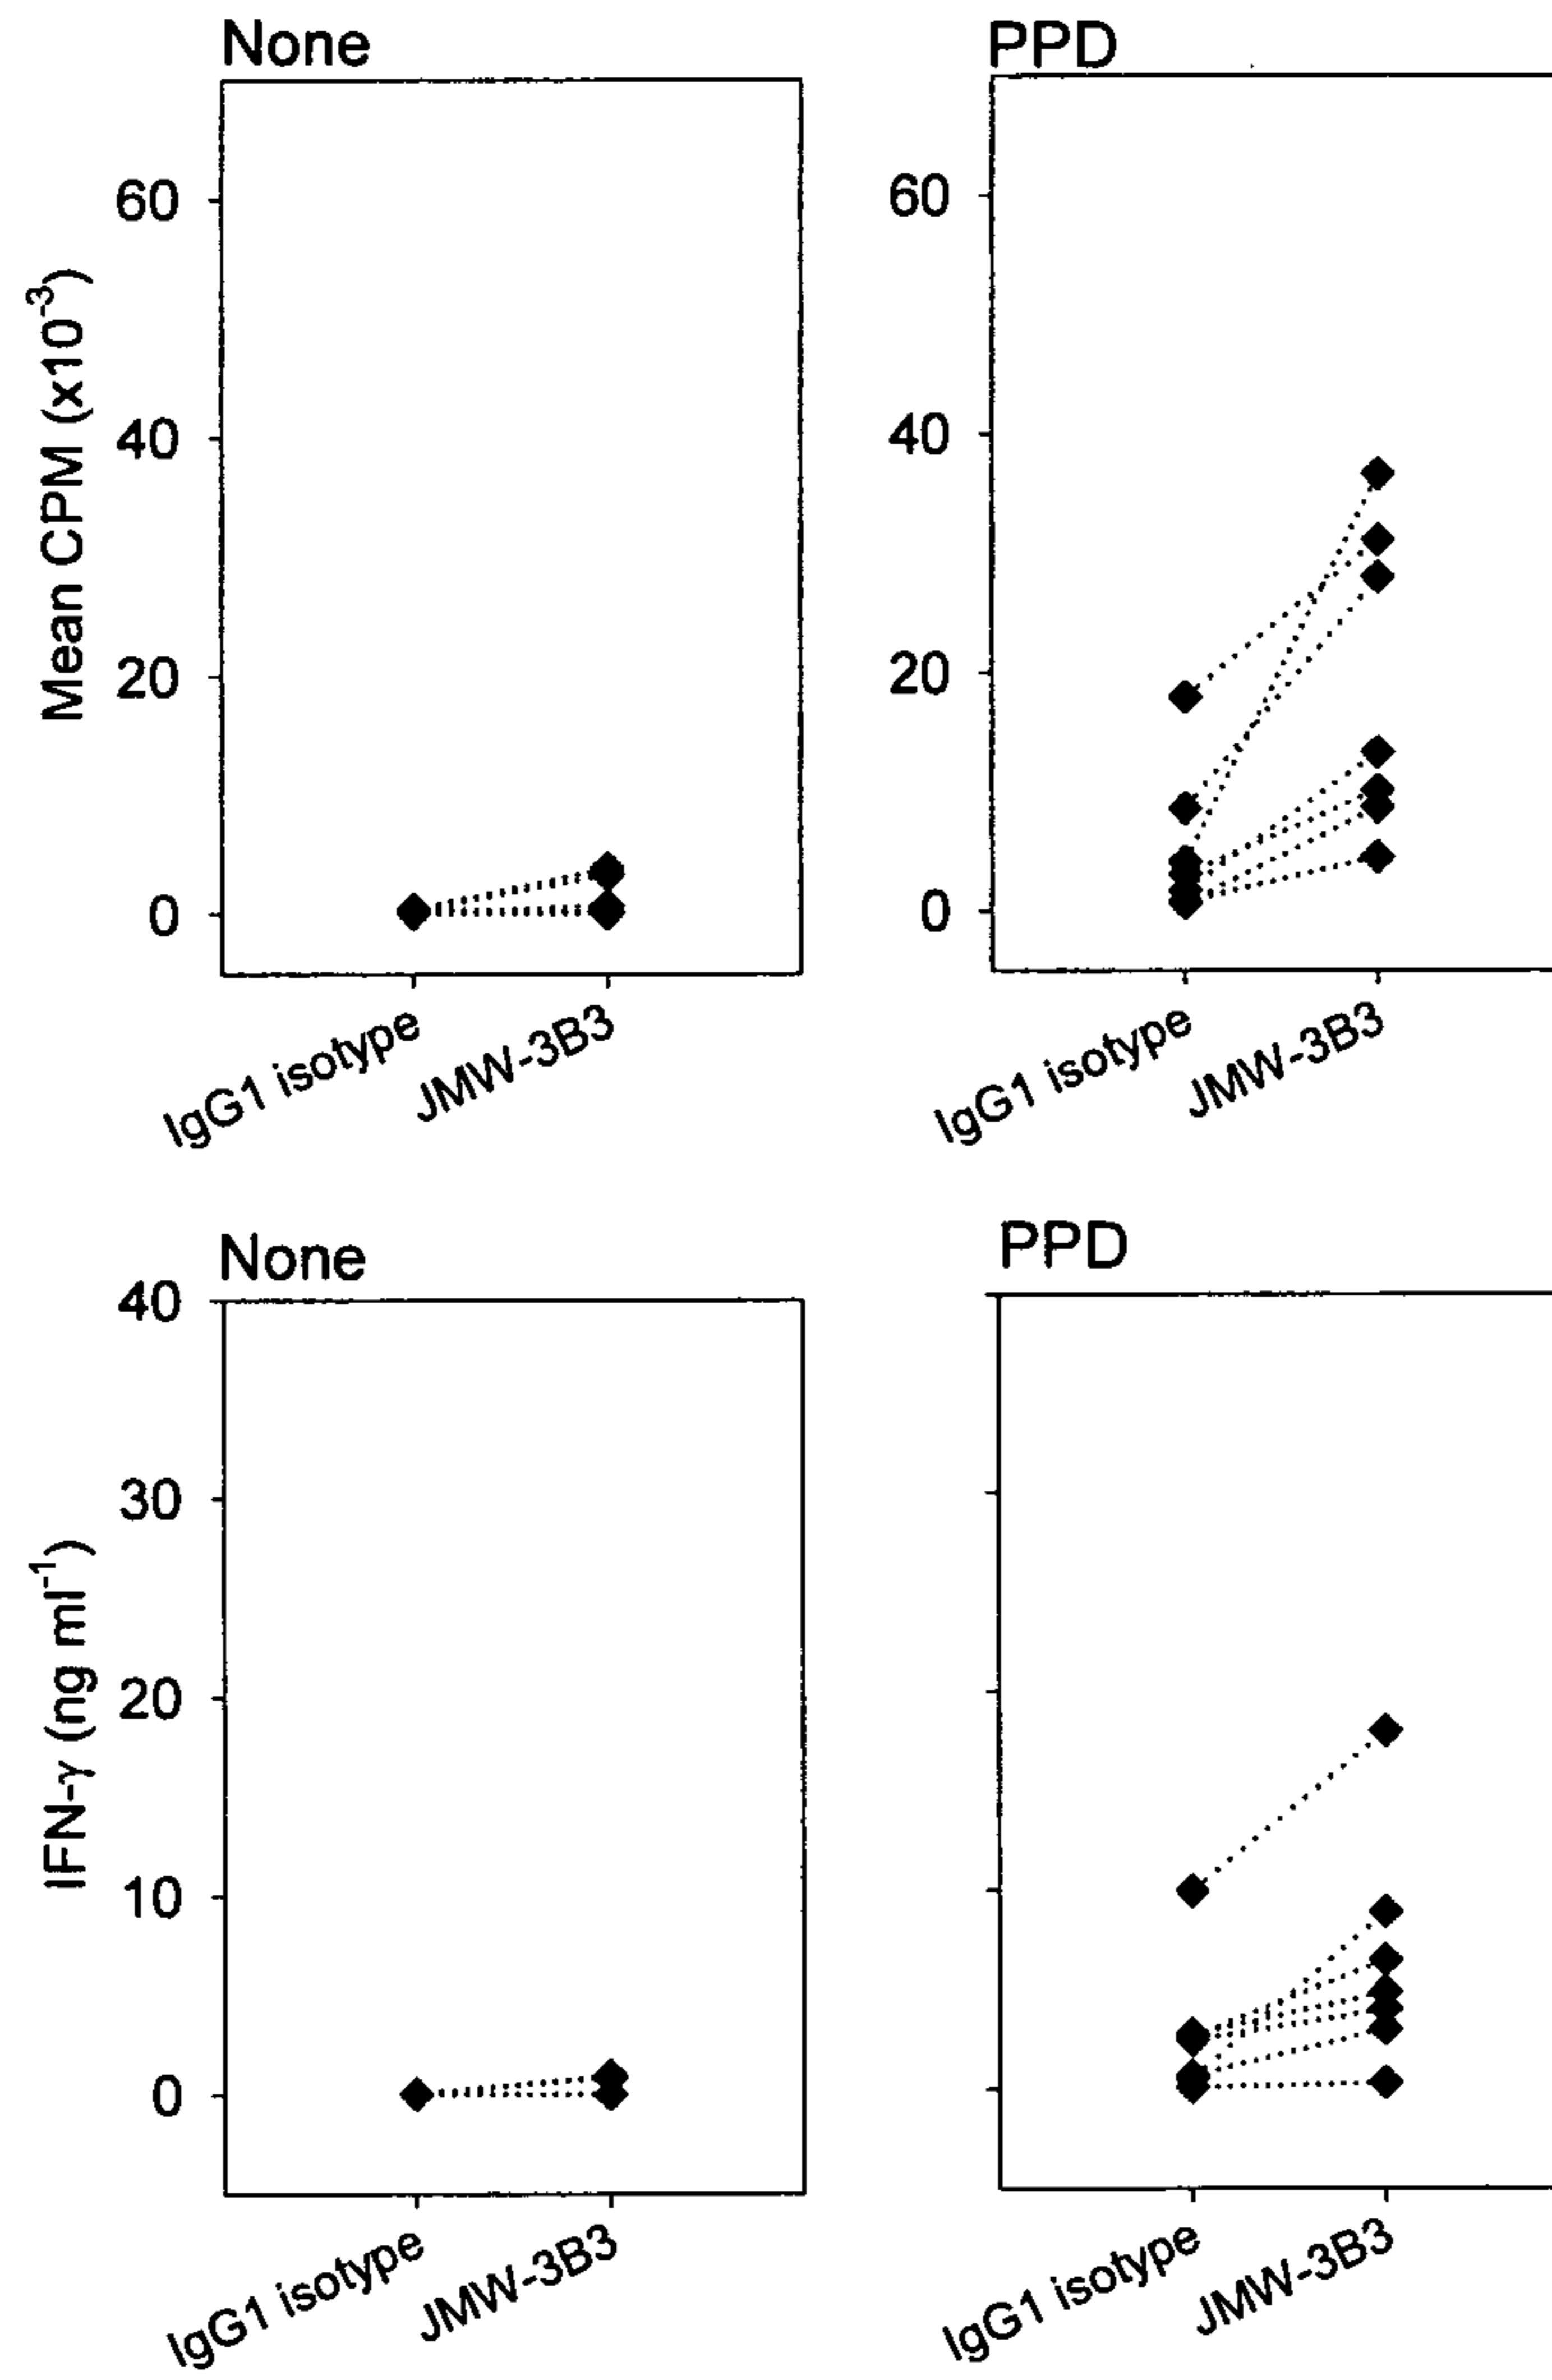 None
PPD
Mean CPM (x10⁻³)
60
40
20
0
60
40
20
0
IgG1 isotype
JMW-3B3
IgG1 isotype
JMW-3B3
None
PPD
IFN-γ (ng ml⁻¹)
40
30
20
10
0
IgG1 isotype
JMW-3B3
IgG1 isotype
JMW-3B3